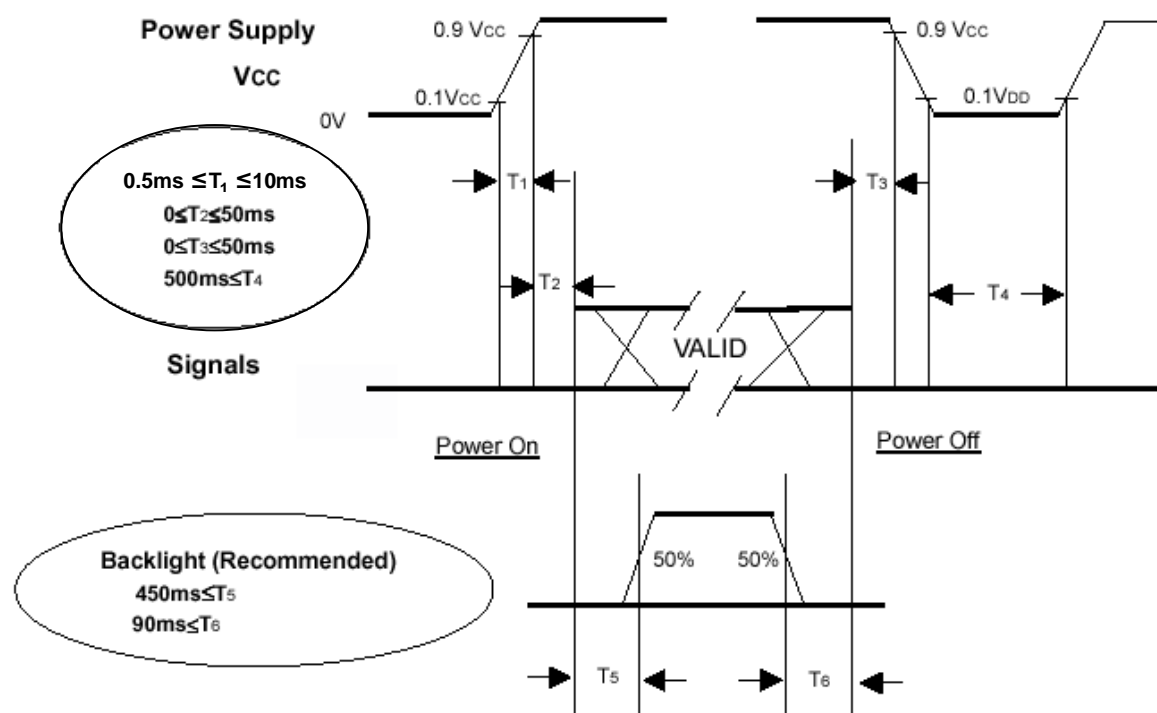 Power Supply
Vcc
0.9 Vcc
0.1Vcc
0V
0.9 Vcc
0.1VDD
0.5ms ≤T1 ≤10ms
0≤T2≤50ms
0≤T3≤50ms
500ms≤T4
T1
T3
T2
T4
Signals
VALID
Power On
Power Off
Backlight (Recommended)
450ms≤T5
90ms≤T6
50%
50%
T5
T6